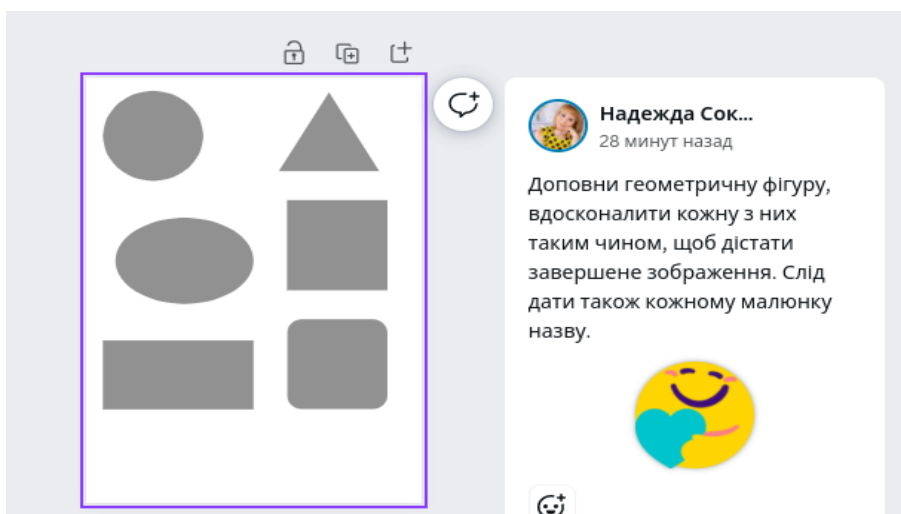 Надежда Сок...
28 минут назад
Доповни геометричну фігуру,
вдосконалити кожну з них
таким чином, щоб дістати
завершене зображення. Слід
дати також кожному малюнку
назву.